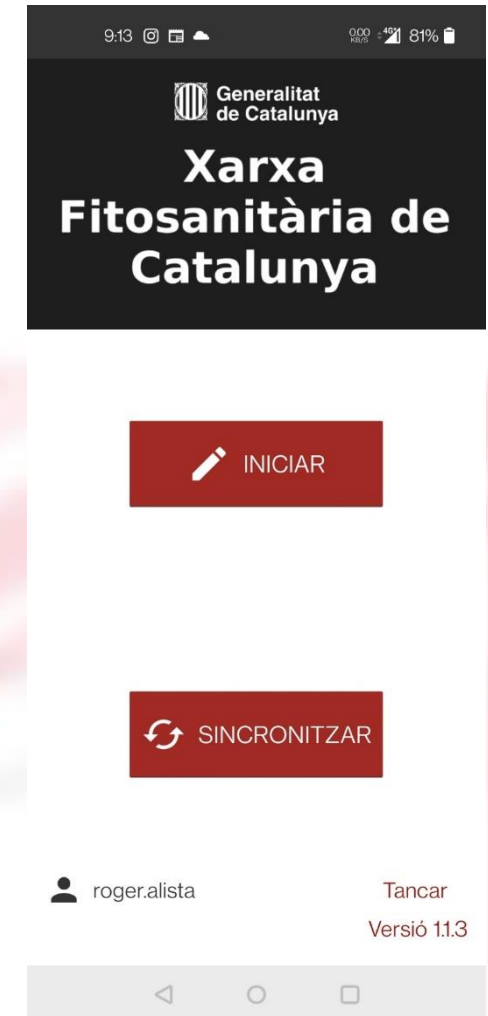 9:13 0.00 KB/S 4G+ 81%
Generalitat
de Catalunya
Xarxa
Fitosanitària de
Catalunya
INICIAR
SINCRONITZAR
roger.alista Tancar
Versió 1.1.3